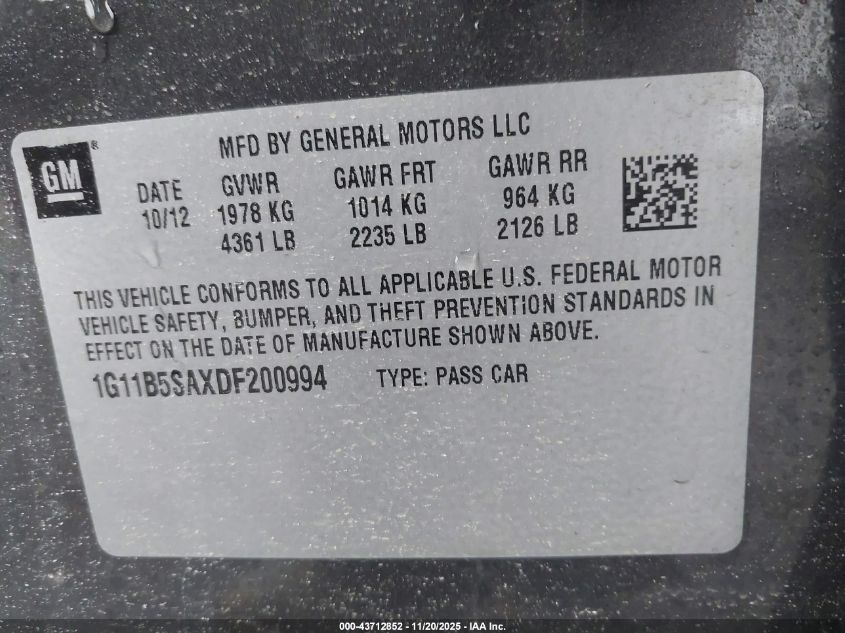 MFD BY GENERAL MOTORS LLC
GM®
DATE GVWR GAWR FRT GAWR RR
10/12 1978 KG 1014 KG 964 KG
4361 LB 2235 LB 2126 LB
THIS VEHICLE CONFORMS TO ALL APPLICABLE U.S. FEDERAL MOTOR
VEHICLE SAFETY, BUMPER, AND THEFT PREVENTION STANDARDS IN
EFFECT ON THE DATE OF MANUFACTURE SHOWN ABOVE.
1G11B5SAXDF200994 TYPE: PASS CAR
000-43712852 - 11/20/2025 - IAA Inc.